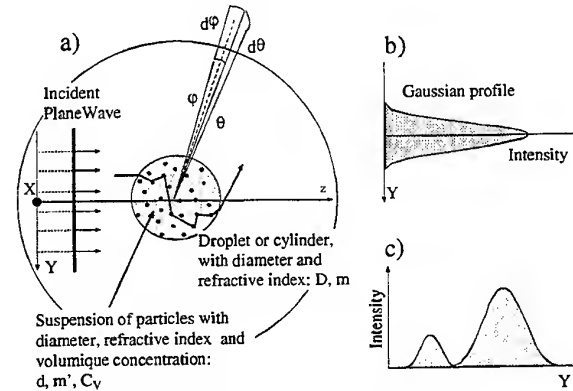 a)
dφ
dθ
φ
θ
Incident
PlaneWave
X
Y
z
Droplet or cylinder,
with diameter and
refractive index: D, m
Suspension of particles with
diameter, refractive index and
volumique concentration:
d, m', Cv
b)
Gaussian profile
Intensity
Y
c)
Intensity
Y